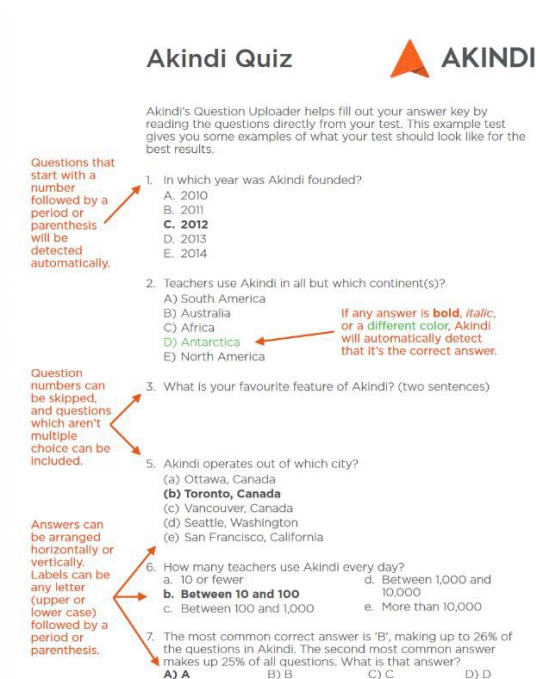 Akindi Quiz
AKINDI
Akindi's Question Uploader helps fill out your answer key by
reading the questions directly from your test. This example test
gives you some examples of what your test should look like for the
best results.
Questions that
start with a
number
followed by a
period or
parenthesis
will be
detected
automatically.
1. In which year was Akindi founded?
A. 2010
B. 2011
C. 2012
D. 2013
E. 2014
2. Teachers use Akindi in all but which continent(s)?
A) South America
B) Australia
C) Africa
D) Antarctica
E) North America
If any answer is bold, italic,
or a different color, Akindi
will automatically detect
that it's the correct answer.
Question
numbers can
be skipped,
and questions
which aren't
multiple
choice can be
included.
3. What is your favourite feature of Akindi? (two sentences)
5. Akindi operates out of which city?
(a) Ottawa, Canada
(b) Toronto, Canada
(c) Vancouver, Canada
(d) Seattle, Washington
(e) San Francisco, California
Answers can
be arranged
horizontally or
vertically.
Labels can be
any letter
(upper or
lower case)
followed by a
period or
parenthesis.
6. How many teachers use Akindi every day?
a. 10 or fewer
b. Between 10 and 100
c. Between 100 and 1,000
d. Between 1,000 and
10,000
e. More than 10,000
7. The most common correct answer is 'B', making up to 26% of
the questions in Akindi. The second most common answer
makes up 25% of all questions. What is that answer?
A) A B) B C) C D) D